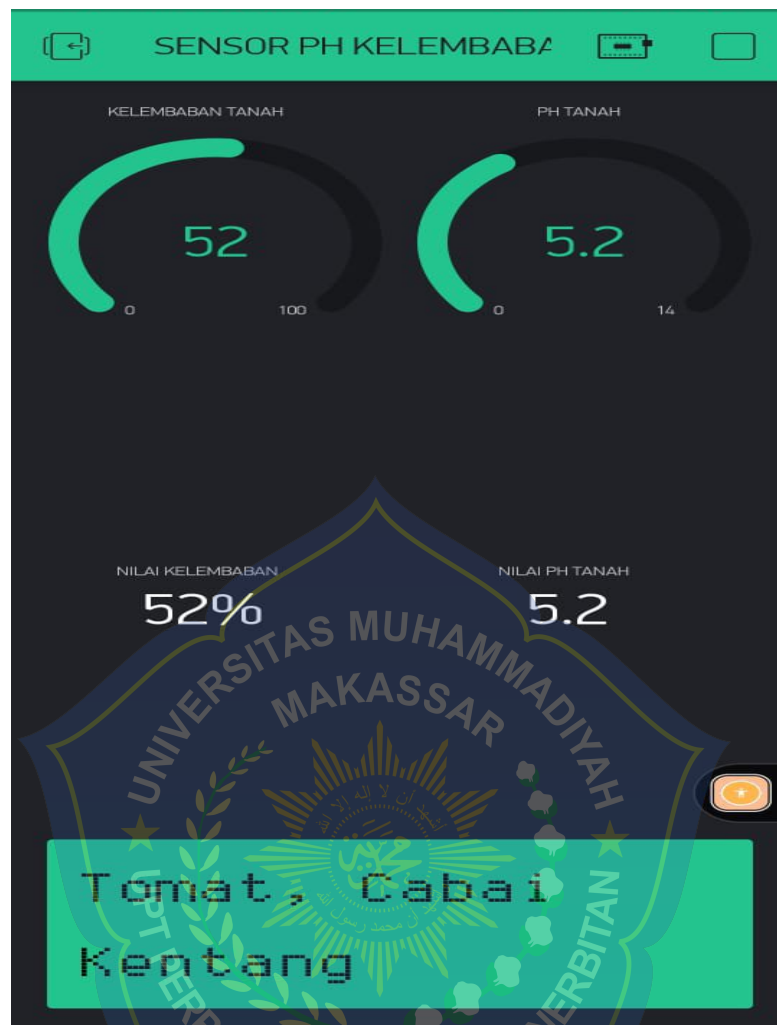 SENSOR PH KELEMBABA
KELEMBABAN TANAH
PH TANAH
52
5.2
0
100
0
14
NILAI KELEMBABAN
NILAI PH TANAH
52%
5.2
UNIVERSITAS MUHAMMADIYAH
MAKASSAR
Tomat, Cabai
Kentang
UPT